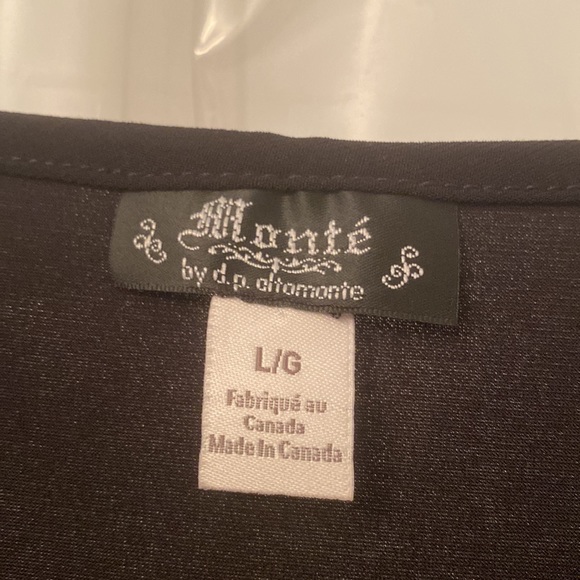 Monté
by d.p. altomonte
L/G
Fabriqué au
Canada
Made In Canada